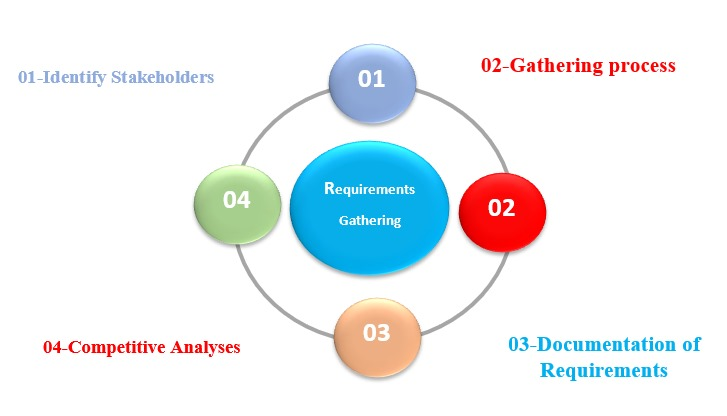 01-Identify Stakeholders
02-Gathering process
01
Requirements
Gathering
04
02
03
04-Competitive Analyses
03-Documentation of
Requirements